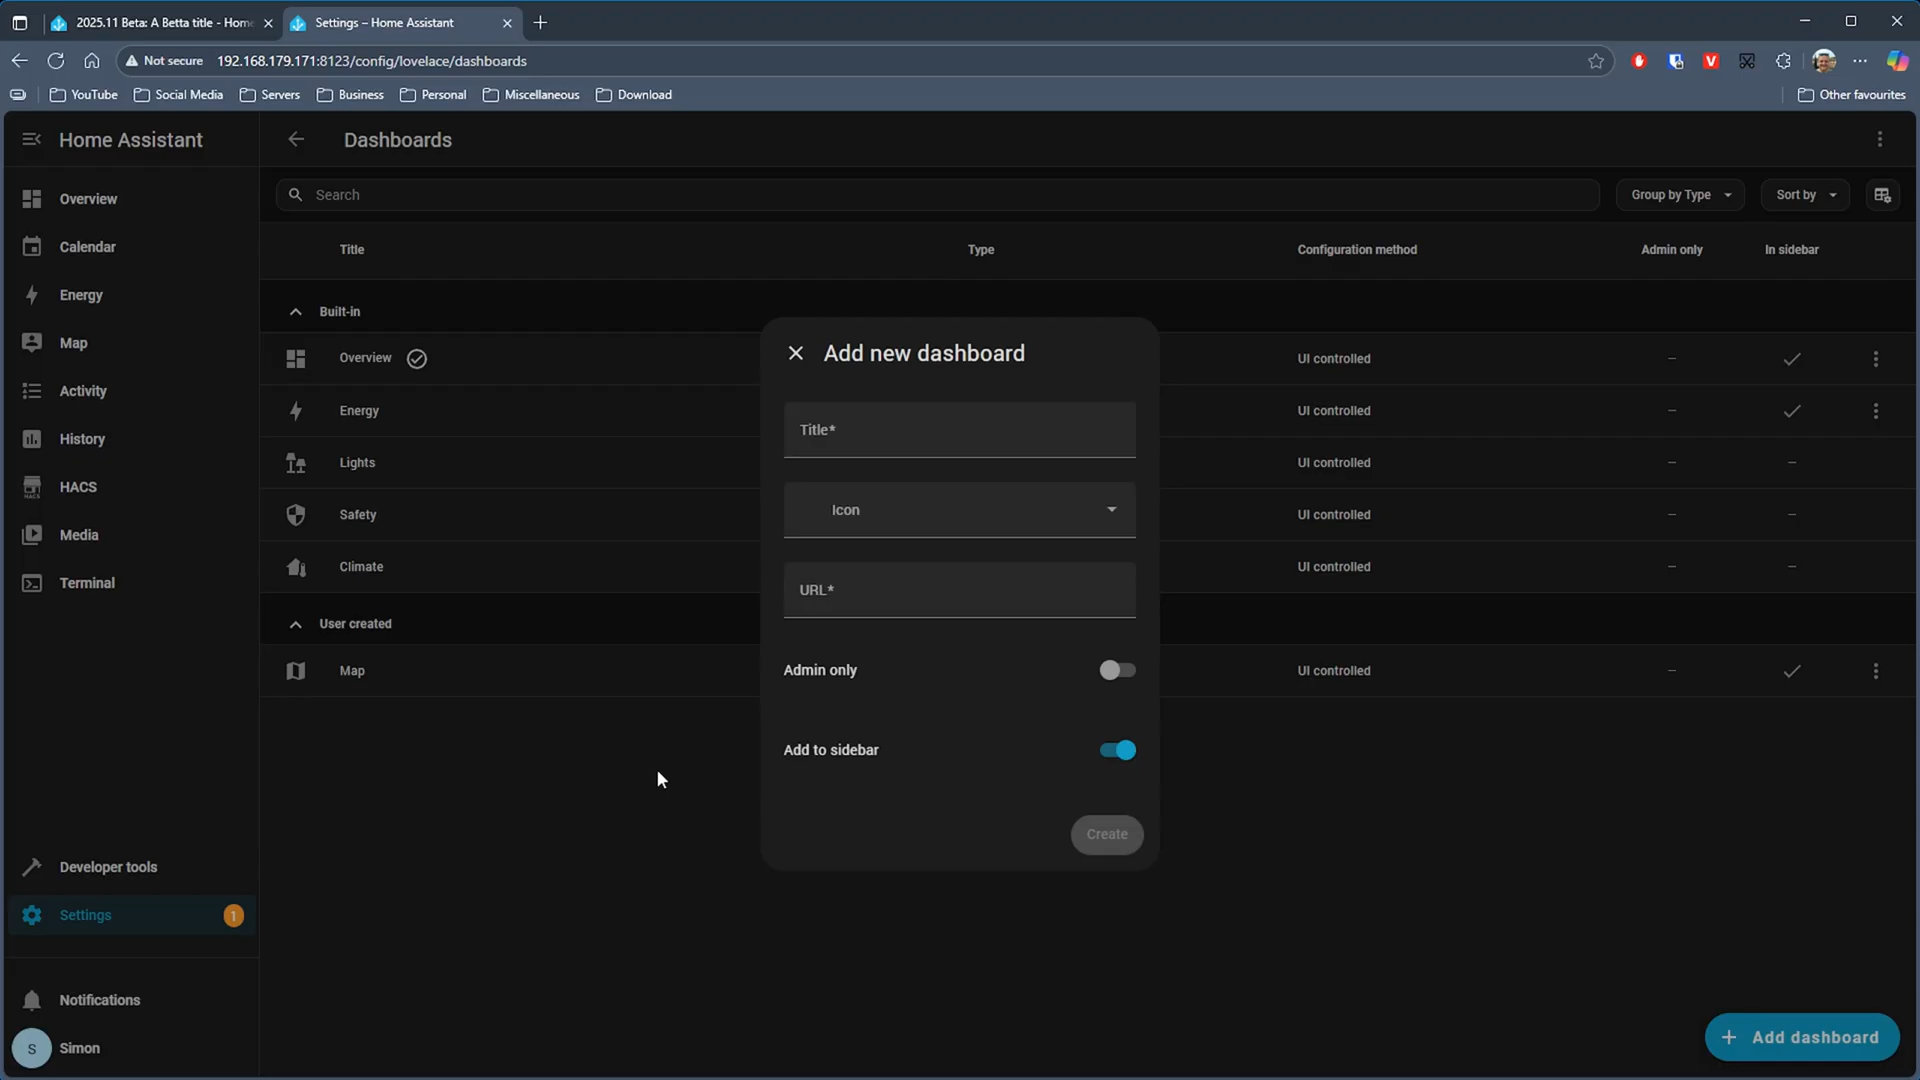 2025.11 Beta: A Betta title - Home
Settings – Home Assistant
Not secure 192.168.179.171:8123/config/lovelace/dashboards
YouTube Social Media Servers Business Personal Miscellaneous Download Other favourites
Home Assistant
Overview
Calendar
Energy
Map
Activity
History
HACS
Media
Terminal
Developer tools
Settings 1
Notifications
S Simon
Dashboards
Search Group by Type Sort by
Title Type Configuration method Admin only In sidebar
Built-in
Overview UI controlled –
Energy UI controlled –
Lights UI controlled – –
Safety UI controlled – –
Climate UI controlled – –
User created
Map UI controlled –
Add new dashboard
Title*
Icon
URL*
Admin only
Add to sidebar
Create
+ Add dashboard